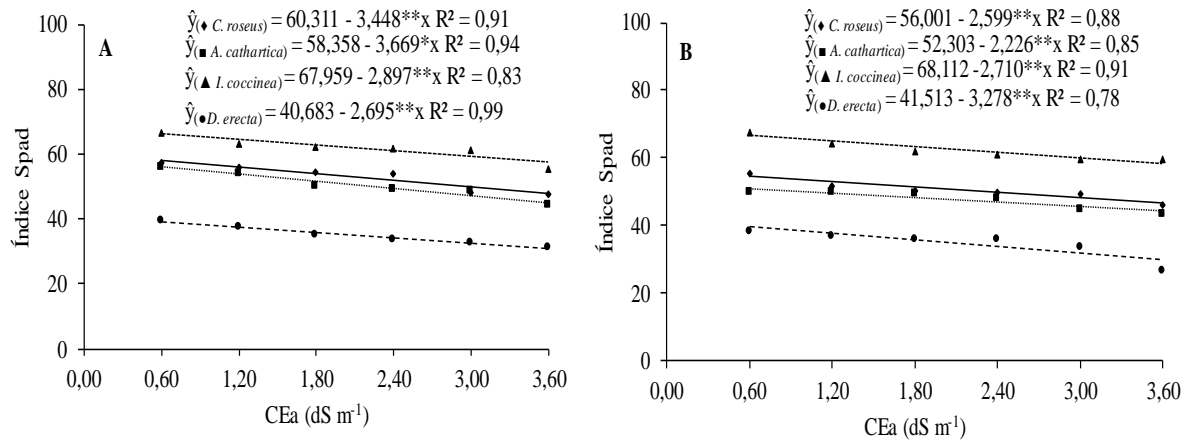 A
ŷ(♦ C. roseus) = 60,311 - 3,448**x R² = 0,91
ŷ(■ A. cathartica) = 58,358 - 3,669*x R² = 0,94
ŷ(▲ I. coccinea) = 67,959 - 2,897**x R² = 0,83
ŷ(●D. erecta) = 40,683 - 2,695**x R² = 0,99
Índice Spad
100
80
60
40
20
0
0,00 0,60 1,20 1,80 2,40 3,00 3,60
CEa (dS m-1)
B
ŷ(♦ C. roseus) = 56,001 - 2,599**x R² = 0,88
ŷ(■ A. cathartica) = 52,303 - 2,226**x R² = 0,85
ŷ(▲ I. coccinea) = 68,112 -2,710**x R² = 0,91
ŷ(●D. erecta) = 41,513 - 3,278**x R² = 0,78
Índice Spad
100
80
60
40
20
0
0,00 0,60 1,20 1,80 2,40 3,00 3,60
CEa (dS m-1)